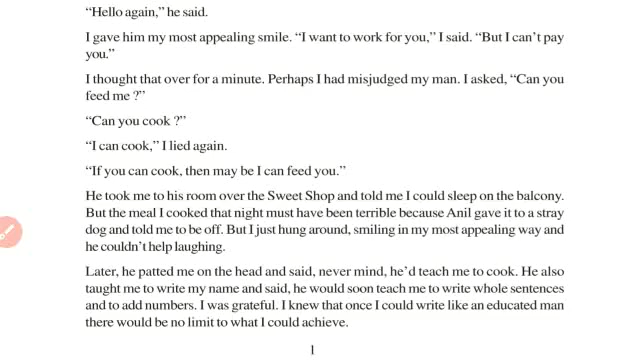 “Hello again,” he said.
I gave him my most appealing smile. “I want to work for you,” I said. “But I can’t pay
you.”
I thought that over for a minute. Perhaps I had misjudged my man. I asked, “Can you
feed me ?”
“Can you cook ?”
“I can cook,” I lied again.
“If you can cook, then may be I can feed you.”
He took me to his room over the Sweet Shop and told me I could sleep on the balcony.
But the meal I cooked that night must have been terrible because Anil gave it to a stray
dog and told me to be off. But I just hung around, smiling in my most appealing way and
he couldn’t help laughing.
Later, he patted me on the head and said, never mind, he’d teach me to cook. He also
taught me to write my name and said, he would soon teach me to write whole sentences
and to add numbers. I was grateful. I knew that once I could write like an educated man
there would be no limit to what I could achieve.
1